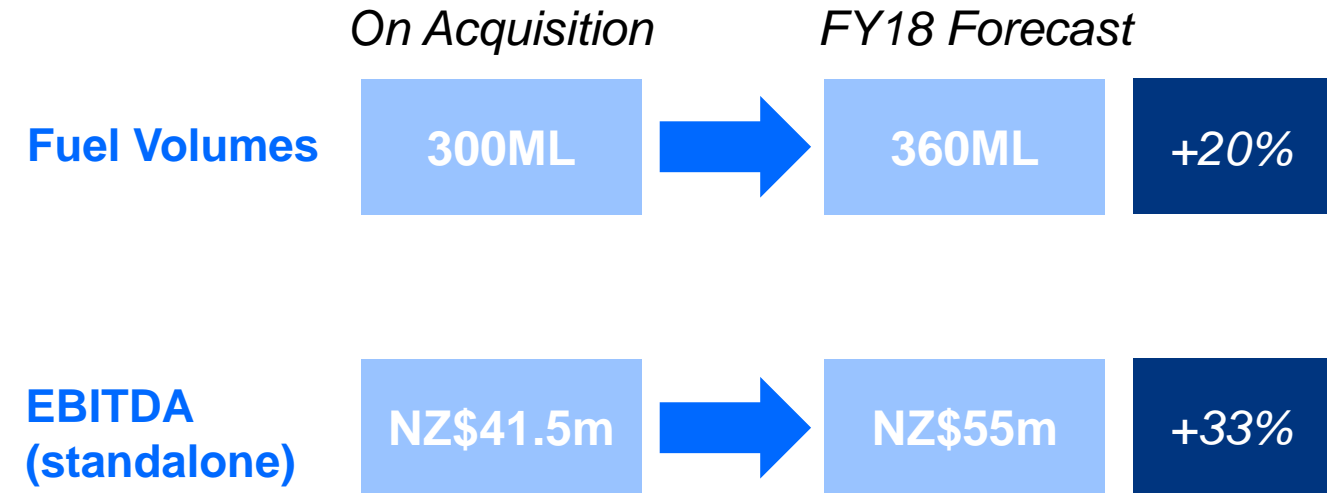 On Acquisition FY18 Forecast
Fuel Volumes 300ML 360ML +20%
EBITDA
(standalone) NZ$41.5m NZ$55m +33%